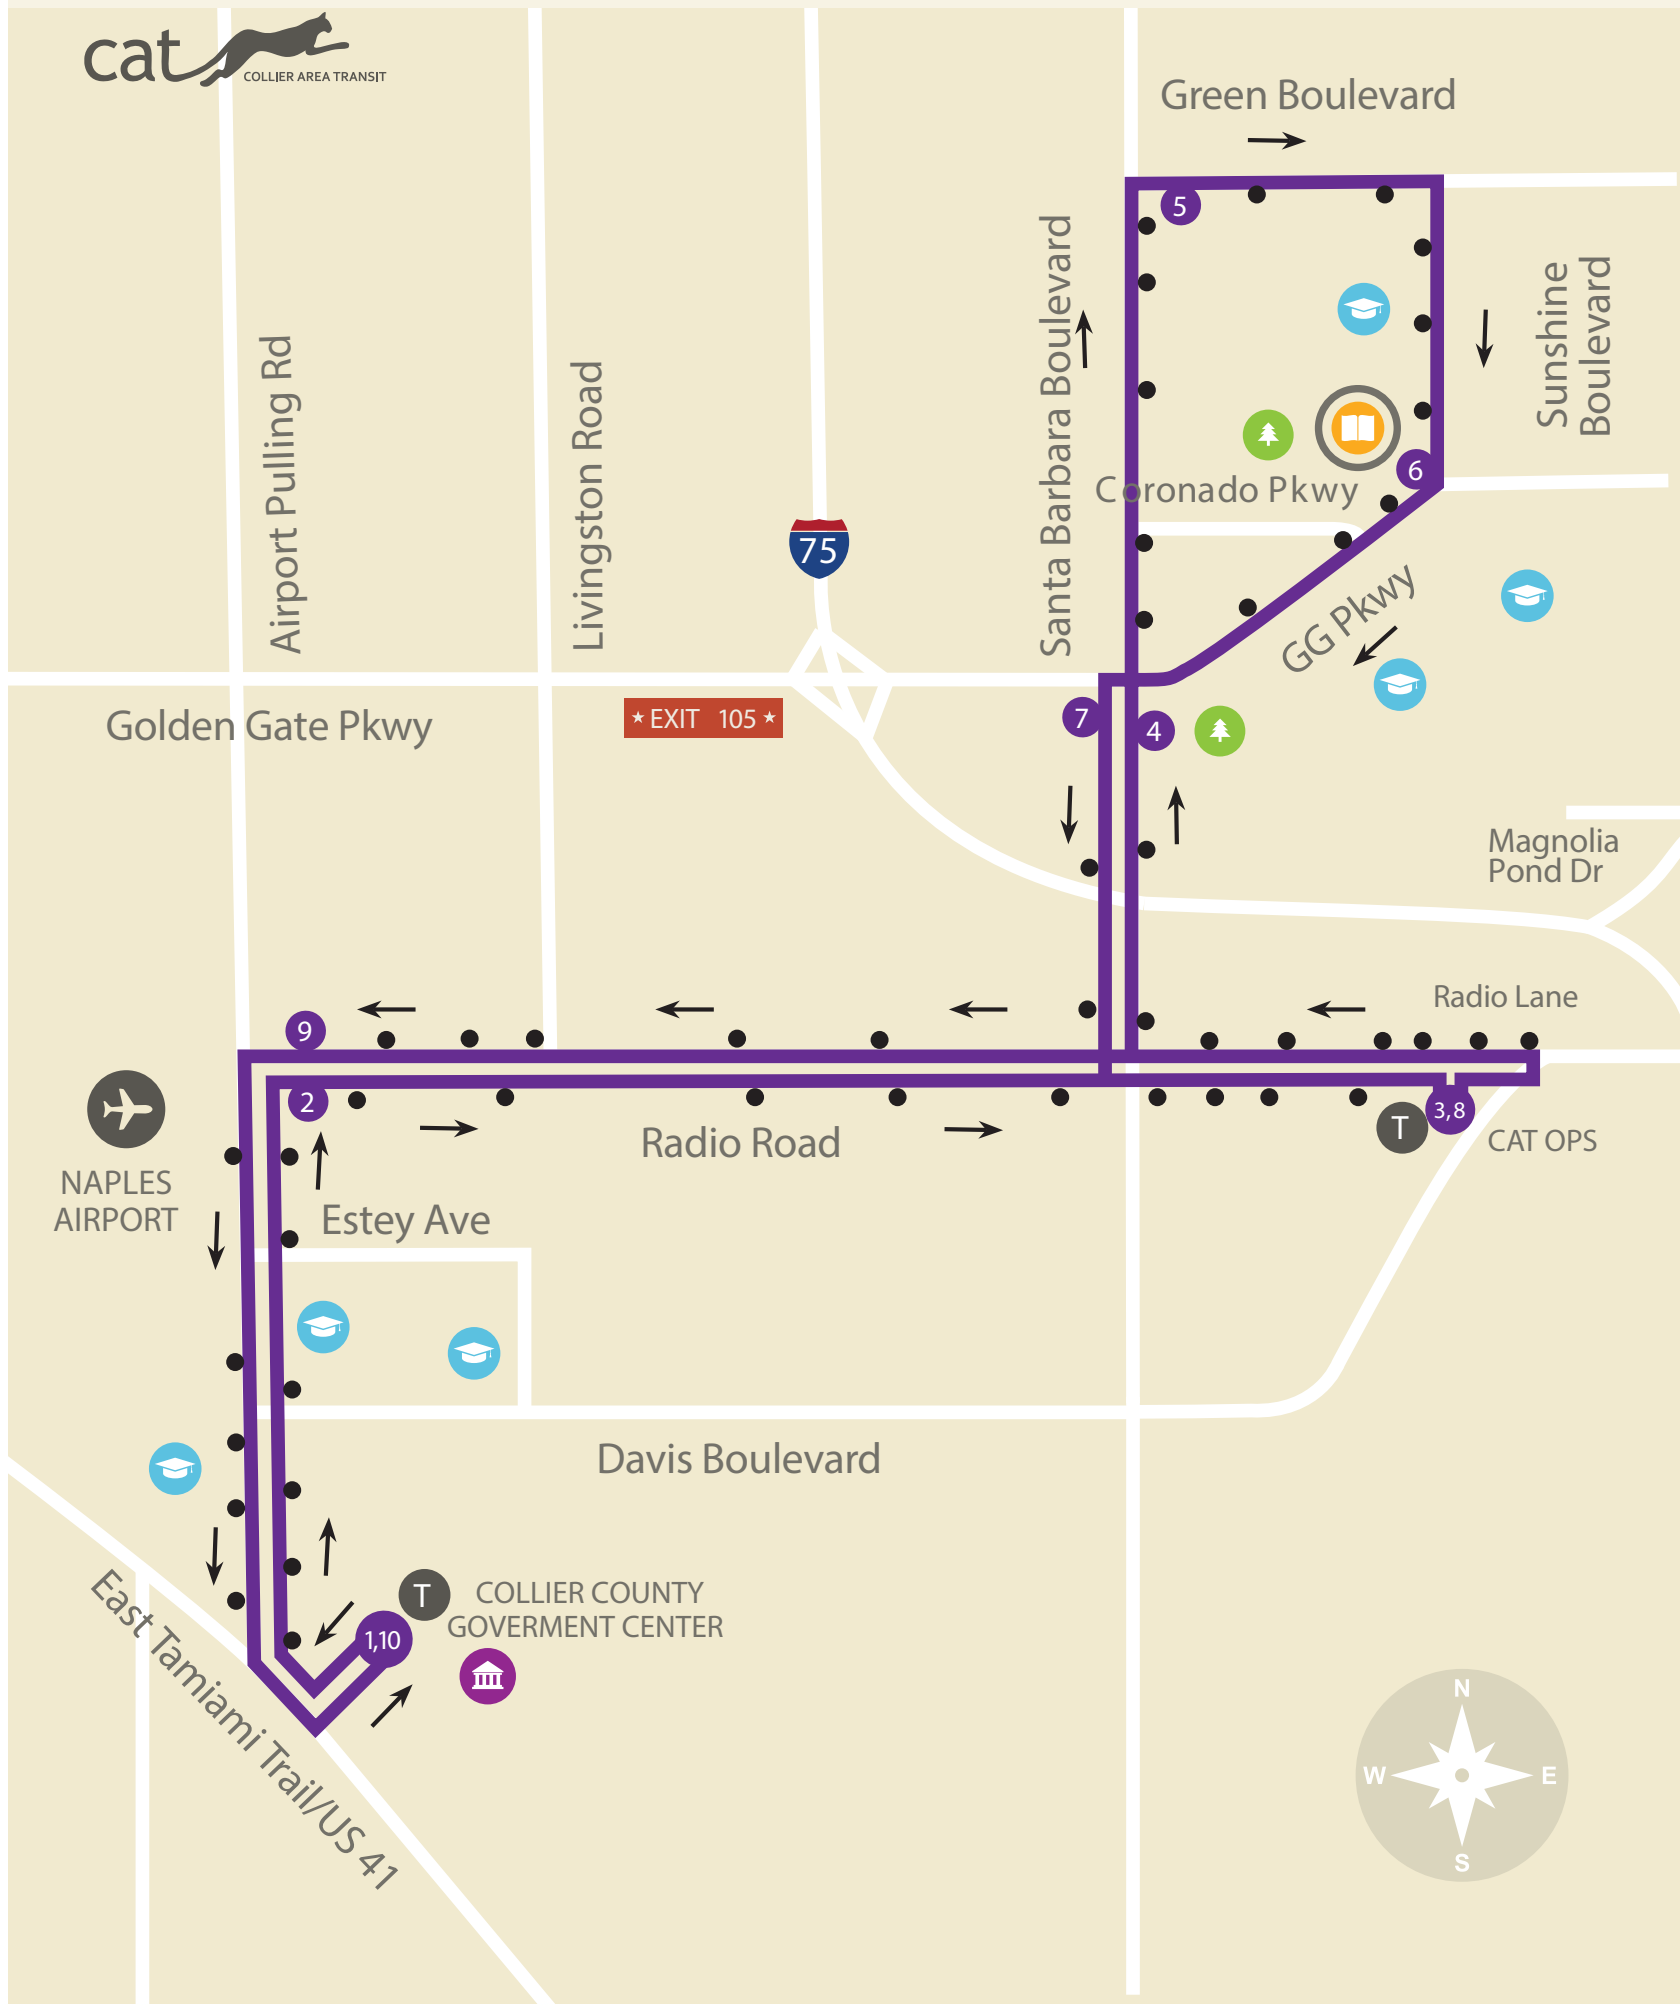 cat
COLLIER AREA TRANSIT
Green Boulevard
5
Santa Barbara Boulevard
Sunshine
Boulevard
Airport Pulling Rd
Livingston Road
6
Coronado Pkwy
75
GG Pkwy
Golden Gate Pkwy
EXIT 105
7
4
Magnolia
Pond Dr
Radio Lane
9
2
3,8
T
CAT OPS
Radio Road
NAPLES
AIRPORT
Estey Ave
Davis Boulevard
T
COLLIER COUNTY
GOVERMENT CENTER
1,10
East Tamiami Trail/US 41
N
W
E
S